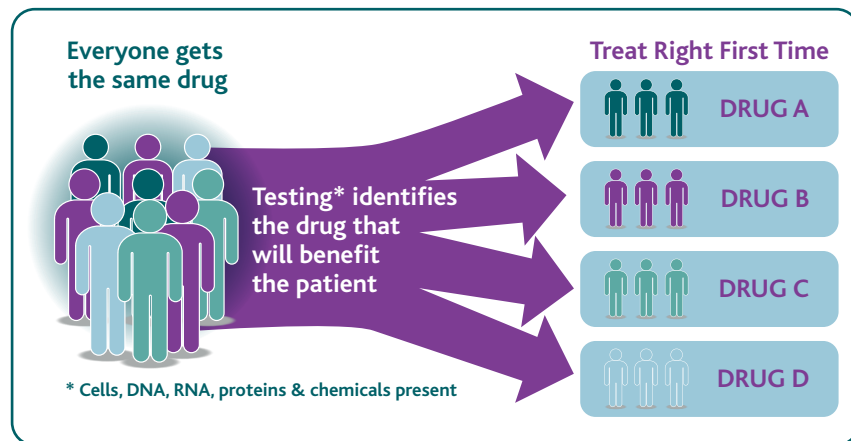 Everyone gets
the same drug
Testing* identifies
the drug that
will benefit
the patient
* Cells, DNA, RNA, proteins & chemicals present
Treat Right First Time
DRUG A
DRUG B
DRUG C
DRUG D